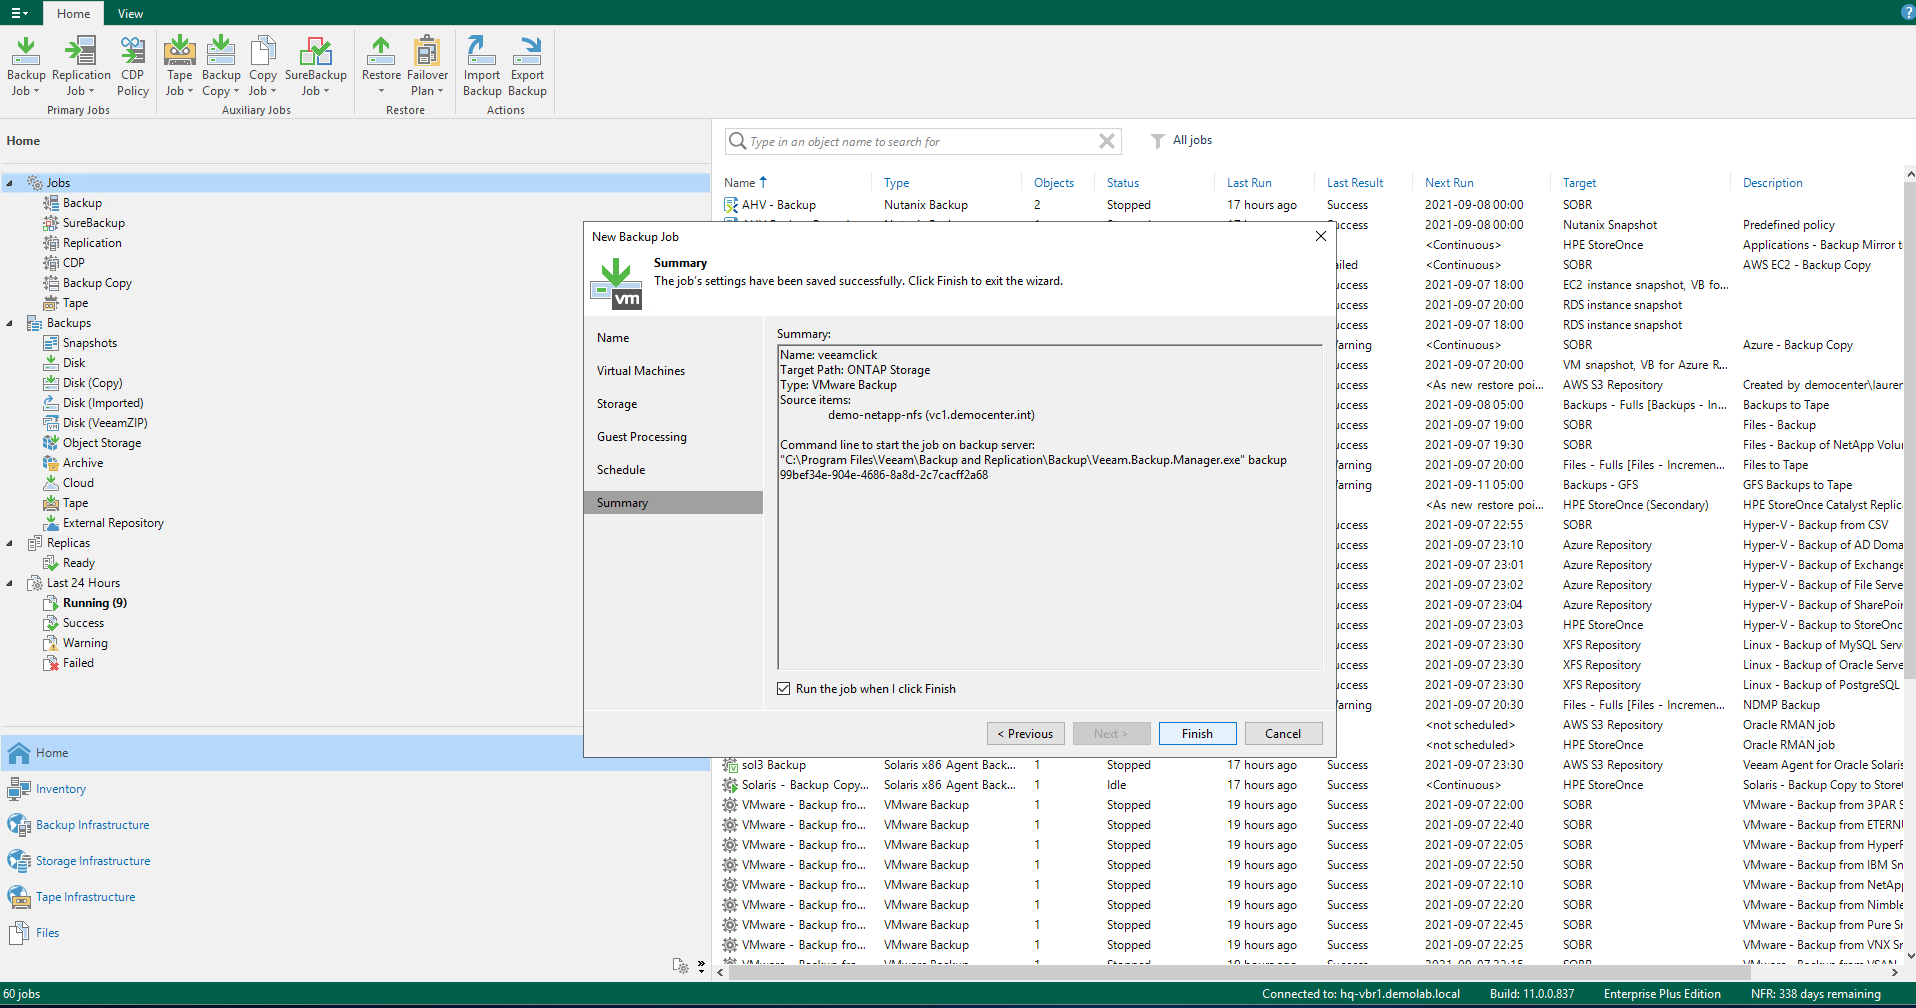 Home View
Backup Job
Replication Job
CDP Policy
Primary Jobs
Tape Job
Backup Copy
Copy Job
SureBackup Job
Auxiliary Jobs
Restore
Failover Plan
Restore
Import Backup
Export Backup
Actions
Home
Jobs
Backup
SureBackup
Replication
CDP
Backup Copy
Tape
Backups
Snapshots
Disk
Disk (Copy)
Disk (Imported)
Disk (VeeamZIP)
Object Storage
Archive
Cloud
Tape
External Repository
Replicas
Ready
Last 24 Hours
Running (9)
Success
Warning
Failed
Home
Inventory
Backup Infrastructure
Storage Infrastructure
Tape Infrastructure
Files
Type in an object name to search for
All jobs
Name Type Objects Status Last Run Last Result Next Run Target Description
AHV - Backup Nutanix Backup 2 Stopped 17 hours ago Success 2021-09-08 00:00 SOBR
2021-09-08 00:00 Nutanix Snapshot Predefined policy
<Continuous> HPE StoreOnce Applications - Backup Mirror t
<Continuous> SOBR AWS EC2 - Backup Copy
2021-09-07 18:00 EC2 instance snapshot, VB fo...
2021-09-07 20:00 RDS instance snapshot
2021-09-07 18:00 RDS instance snapshot
<Continuous> SOBR Azure - Backup Copy
2021-09-07 20:00 VM snapshot, VB for Azure R...
<As new restore poi... AWS S3 Repository Created by democenter\lauren
2021-09-08 05:00 Backups - Fulls [Backups - In... Backups to Tape
2021-09-07 19:00 SOBR Files - Backup
2021-09-07 19:30 SOBR Files - Backup of NetApp Volu
2021-09-07 20:30 Files - Fulls [Files - Incremen... Files to Tape
2021-09-11 05:00 Backups - GFS GFS Backups to Tape
<As new restore poi... HPE StoreOnce (Secondary) HPE StoreOnce Catalyst Replic
2021-09-07 22:55 SOBR Hyper-V - Backup from CSV
2021-09-07 23:10 Azure Repository Hyper-V - Backup of AD Doma
2021-09-07 23:01 Azure Repository Hyper-V - Backup of Exchange
2021-09-07 23:02 Azure Repository Hyper-V - Backup of File Serve
2021-09-07 23:04 Azure Repository Hyper-V - Backup of SharePoin
2021-09-07 23:03 HPE StoreOnce Hyper-V - Backup to StoreOnc
2021-09-07 23:30 XFS Repository Linux - Backup of MySQL Serv
2021-09-07 23:30 XFS Repository Linux - Backup of Oracle Serve
2021-09-07 23:30 XFS Repository Linux - Backup of PostgreSQL
2021-09-07 20:30 Files - Fulls [Files - Incremen... NDMP Backup
<not scheduled> AWS S3 Repository Oracle RMAN job
<not scheduled> HPE StoreOnce Oracle RMAN job
sol3 Backup Solaris x86 Agent Back... 1 Stopped 17 hours ago Success 2021-09-07 23:30 AWS S3 Repository Veeam Agent for Oracle Solaris
Solaris - Backup Copy... Solaris x86 Agent Back... 1 Idle 17 hours ago Success <Continuous> HPE StoreOnce Solaris - Backup Copy to Store
VMware - Backup fro... VMware Backup 1 Stopped 19 hours ago Success 2021-09-07 22:00 SOBR VMware - Backup from 3PAR S
VMware - Backup fro... VMware Backup 1 Stopped 19 hours ago Success 2021-09-07 22:40 SOBR VMware - Backup from ETERN
VMware - Backup fro... VMware Backup 1 Stopped 19 hours ago Success 2021-09-07 22:05 SOBR VMware - Backup from HyperF
VMware - Backup fro... VMware Backup 1 Stopped 19 hours ago Success 2021-09-07 22:50 SOBR VMware - Backup from IBM Sn
VMware - Backup fro... VMware Backup 1 Stopped 19 hours ago Success 2021-09-07 22:10 SOBR VMware - Backup from NetApp
VMware - Backup fro... VMware Backup 1 Stopped 19 hours ago Success 2021-09-07 22:20 SOBR VMware - Backup from Nimble
VMware - Backup fro... VMware Backup 1 Stopped 19 hours ago Success 2021-09-07 22:45 SOBR VMware - Backup from Pure Sn
VMware - Backup fro... VMware Backup 1 Stopped 19 hours ago Success 2021-09-07 22:25 SOBR VMware - Backup from VNX Sn
New Backup Job
vm
Summary
The job's settings have been saved successfully. Click Finish to exit the wizard.
Name
Virtual Machines
Storage
Guest Processing
Schedule
Summary
Summary:
Name: veeamclick
Target Path: ONTAP Storage
Type: VMware Backup
Source items:
demo-netapp-nfs (vc1.democenter.int)
Command line to start the job on backup server:
"C:\Program Files\Veeam\Backup and Replication\Backup\Veeam.Backup.Manager.exe" backup
99bef34e-904e-4686-8a8d-2c7cacff2a68
Run the job when I click Finish
< Previous Next > Finish Cancel
60 jobs Connected to: hq-vbr1.demolab.local Build: 11.0.0.837 Enterprise Plus Edition NFR: 338 days remaining